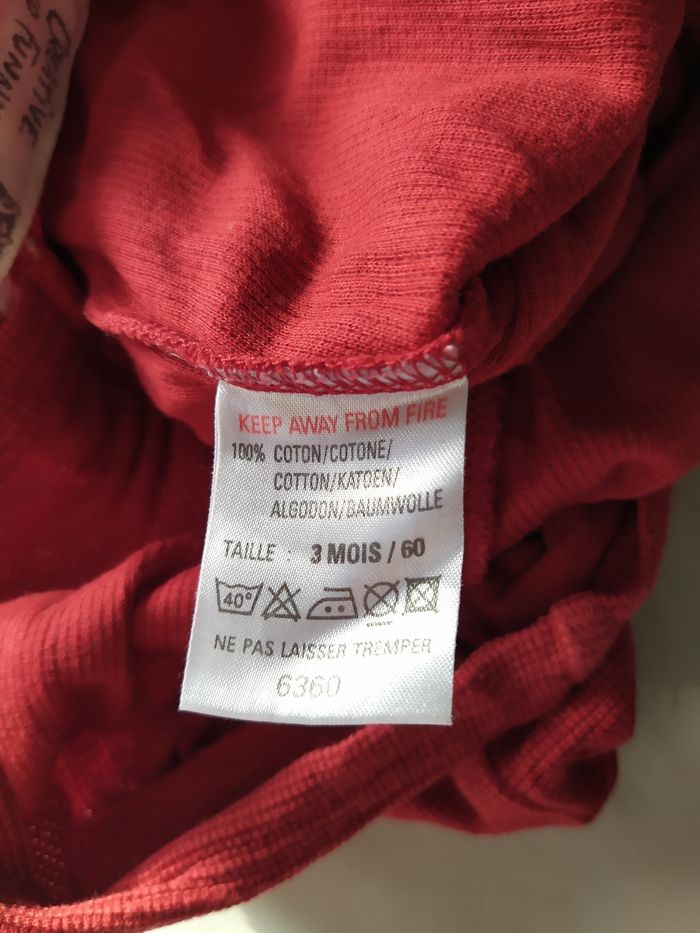 KEEP AWAY FROM FIRE
100% COTON/COTONE/
COTTON/KATOEN/
ALGODON/BAUMWOLLE
TAILLE : 3 MOIS / 60
40°
NE PAS LAISSER TREMPER
6360